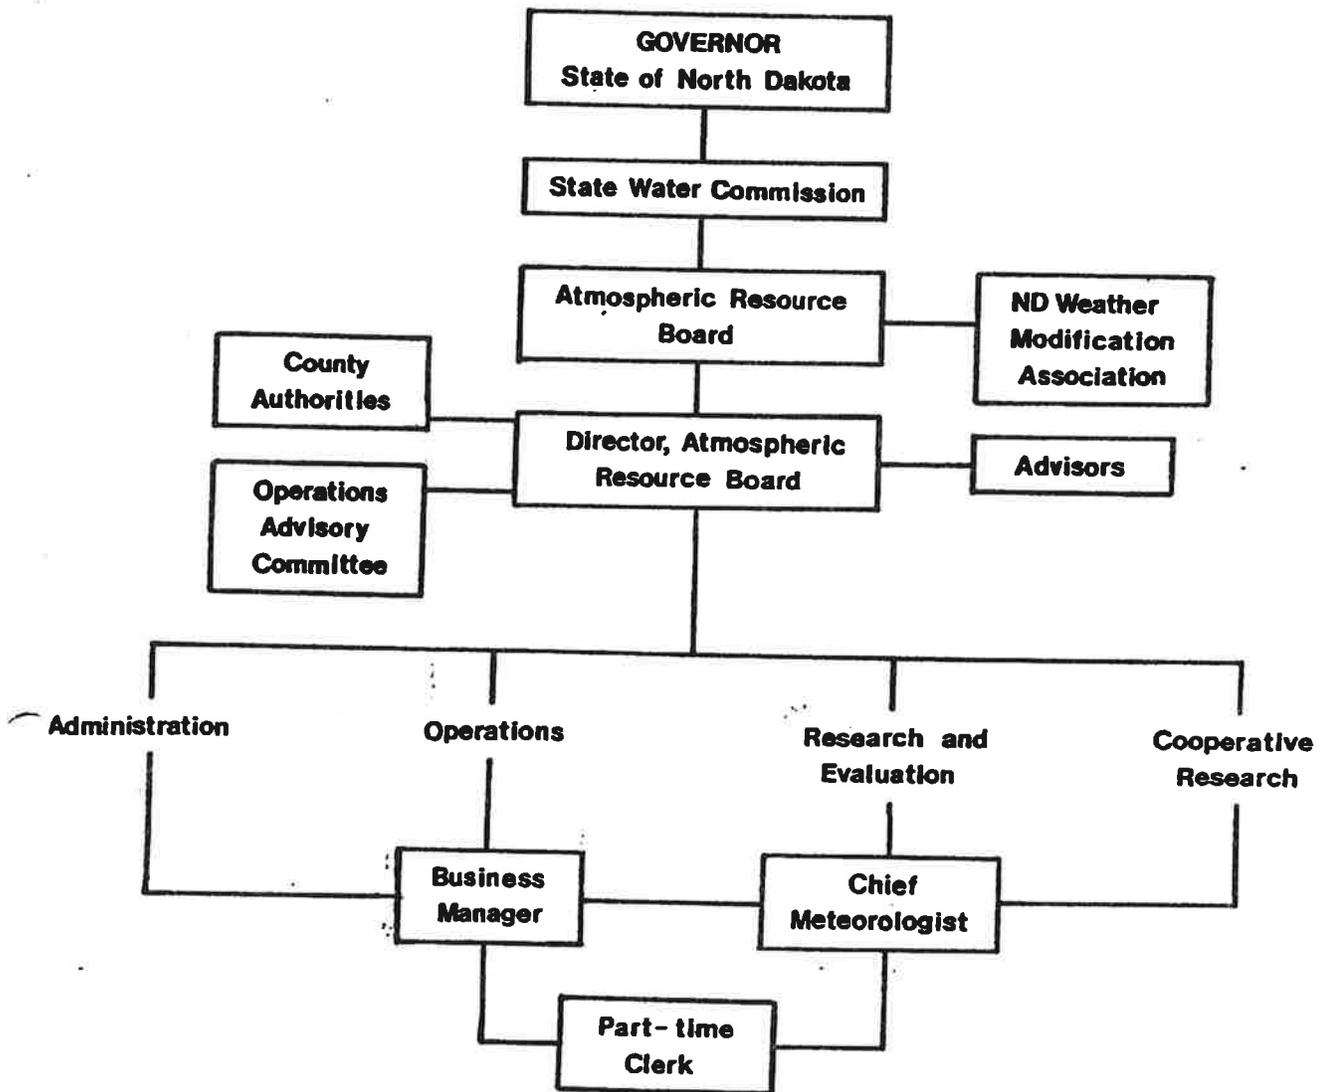 GOVERNOR
State of North Dakota
State Water Commission
Atmospheric Resource
Board
ND Weather
Modification
Association
County
Authorities
Director, Atmospheric
Resource Board
Advisors
Operations
Advisory
Committee
Administration
Operations
Research and
Evaluation
Cooperative
Research
Business
Manager
Chief
Meteorologist
Part-time
Clerk